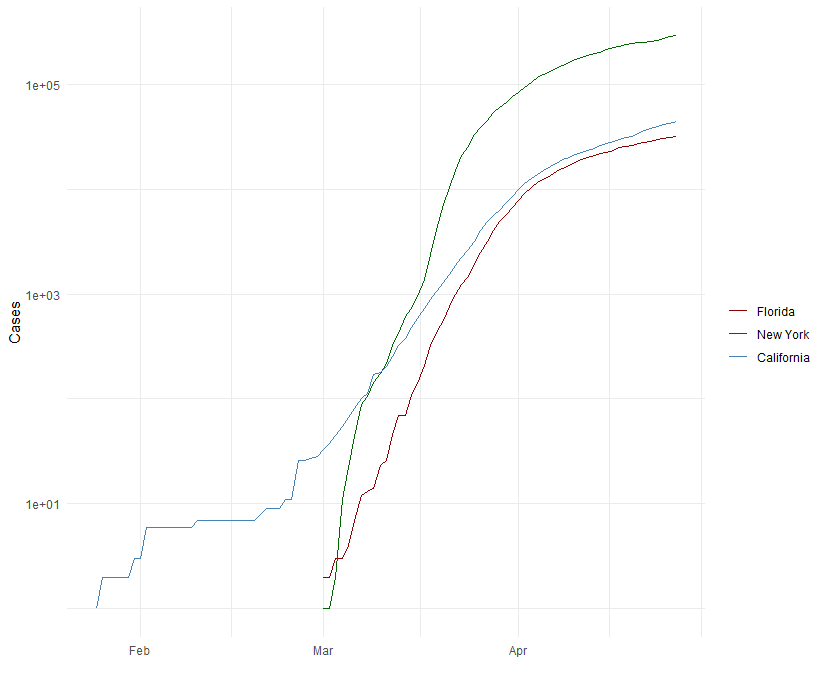 1e+05
1e+03
1e+01
Cases
Feb
Mar
Apr
Florida
New York
California